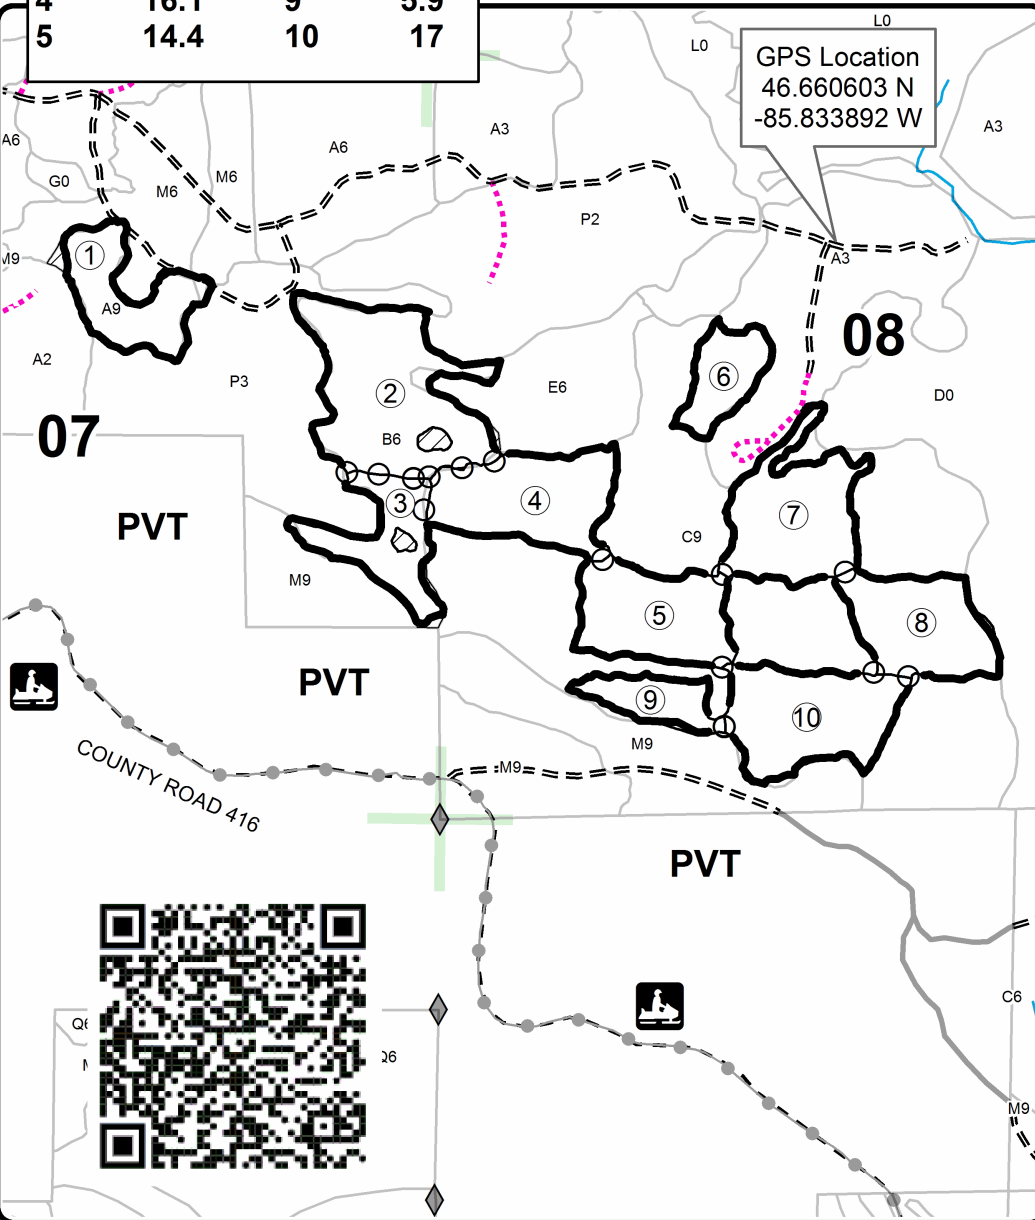 4 16.1 9 5.9
5 14.4 10 17
L0
L0
GPS Location
46.660603 N
-85.833892 W
A6
A6
A3
A3
G0
M6
M6
P2
M9
1
A3
A9
08
A2
P3
2
6
E6
D0
07
B6
3
4
7
PVT
C9
M9
5
8
PVT
9
10
M9
M9
COUNTY ROAD 416
PVT
C6
Q6
Q6
M9